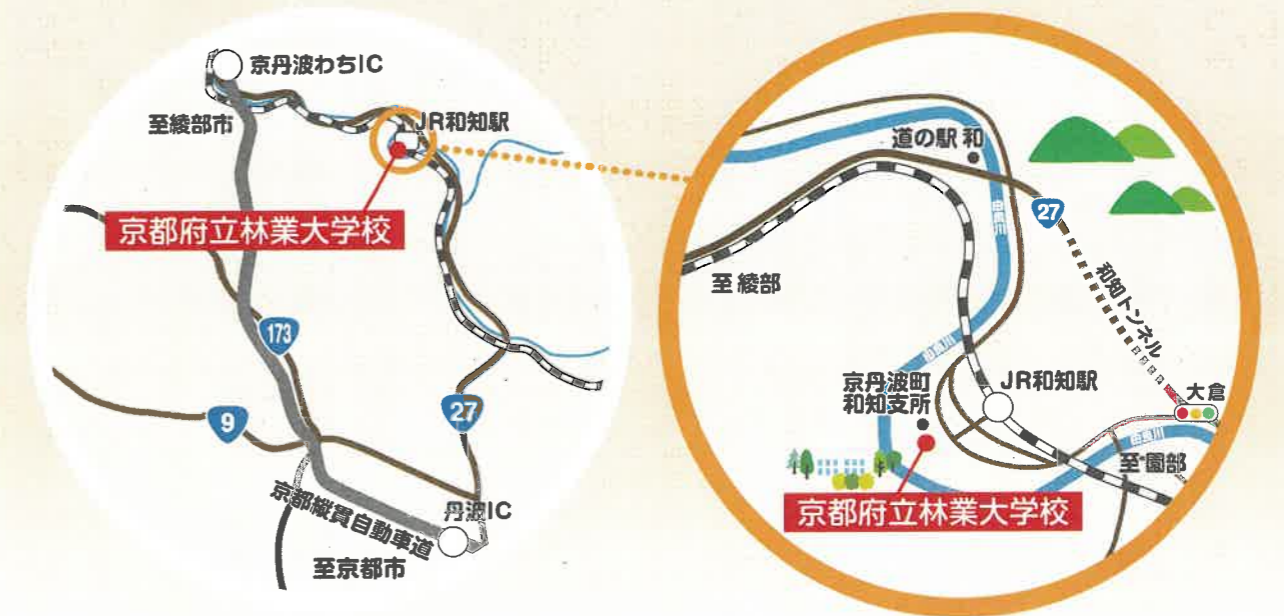 京丹波わちIC
至綾部市
JR和知駅
京都府立林業大学校
173
9
27
京都縦貫自動車道
丹波IC
至京都市
道の駅 和
由良川
27
至 綾部
和知トンネル
由良川
京丹波町
和知支所
JR和知駅
大倉
由良川
至 園部
京都府立林業大学校